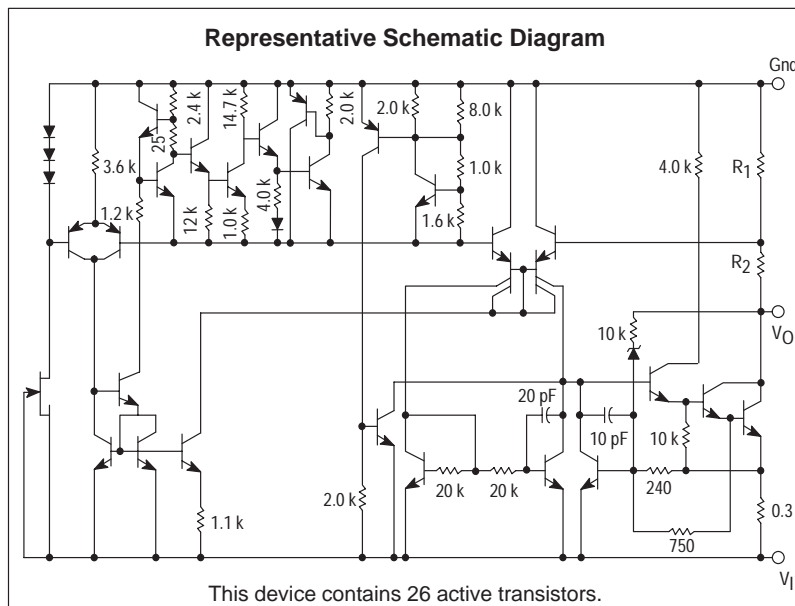 Representative Schematic Diagram
Gnd
2.4 k
14.7 k
2.0 k
2.0 k
8.0 k
25
3.6 k
4.0 k
1.0 k
4.0 k
R1
1.2 k
12 k
1.0 k
1.6 k
R2
10 k
VO
20 pF
10 pF
10 k
20 k
20 k
240
2.0 k
1.1 k
0.3
750
VI
This device contains 26 active transistors.